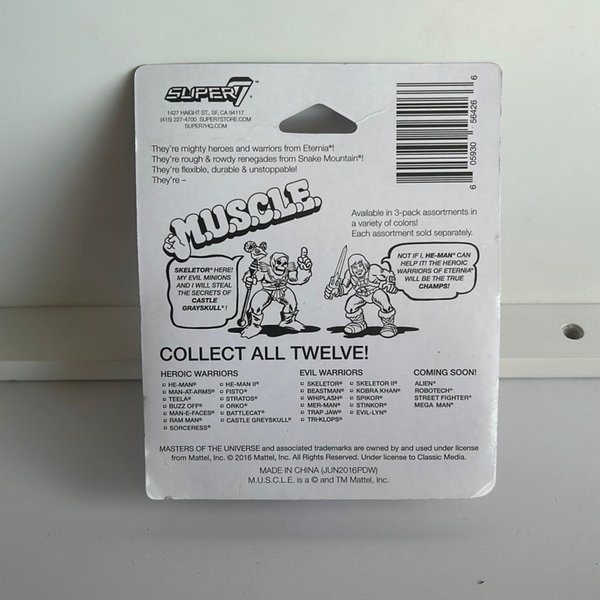 SUPER7™
1427 HAIGHT ST., SF, CA 94117
(415) 227-4700 SUPER7STORE.COM
SUPER7HQ.COM
6 05930 56426 6
They're mighty heroes and warriors from Eternia®!
They're rough & rowdy renegades from Snake Mountain®!
They're flexible, durable & unstoppable!
They're –
M.U.S.C.L.E.
Available in 3-pack assortments in
a variety of colors!
Each assortment sold separately.
SKELETOR® HERE!
MY EVIL MINIONS
AND I WILL STEAL
THE SECRETS OF
CASTLE
GRAYSKULL®!
NOT IF I, HE-MAN® CAN
HELP IT! THE HEROIC
WARRIORS OF ETERNIA®
WILL BE THE TRUE
CHAMPS!
COLLECT ALL TWELVE!
HEROIC WARRIORS
HE-MAN®
MAN-AT-ARMS®
TEELA®
BUZZ OFF®
MAN-E-FACES®
RAM MAN®
SORCERESS®
HE-MAN II®
FISTO®
STRATOS®
ORKO®
BATTLECAT®
CASTLE GREYSKULL®
EVIL WARRIORS
SKELETOR®
BEASTMAN®
WHIPLASH®
MER-MAN®
TRAP JAW®
TRI-KLOPS®
SKELETOR II®
KOBRA KHAN®
SPIKOR®
STINKOR®
EVIL-LYN®
COMING SOON!
ALIEN®
ROBOTECH®
STREET FIGHTER®
MEGA MAN®
MASTERS OF THE UNIVERSE and associated trademarks are owned by and used under license
from Mattel, Inc. © 2016 Mattel, Inc. All Rights Reserved. Under license to Classic Media.
MADE IN CHINA (JUN2016PDW)
M.U.S.C.L.E. is a © and TM Mattel, Inc.